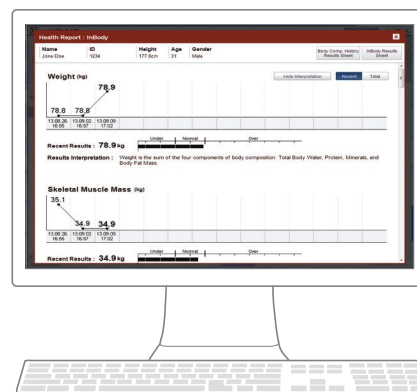 Health Report : InBody
Name ID Height Age Gender
Jane Doe 1234 177.8cm 31 Male
Body Comp. History Results Sheet
InBody Results Sheet
Weight (kg)
Hide Interpretation Recent Total
78.8 78.8 78.9
13.08.26. 16:55 13.09.02. 16:57 13.09.09. 17:02
Under Normal Over
Recent Results : 78.9 kg
Results Interpretation : Weight is the sum of the four components of body composition: Total Body Water, Protein, Minerals, and
Body Fat Mass.
Skeletal Muscle Mass (kg)
35.1 34.9 34.9
13.08.26. 16:55 13.09.02. 16:57 13.09.09. 17:02
Under Normal Over
Recent Results : 34.9 kg